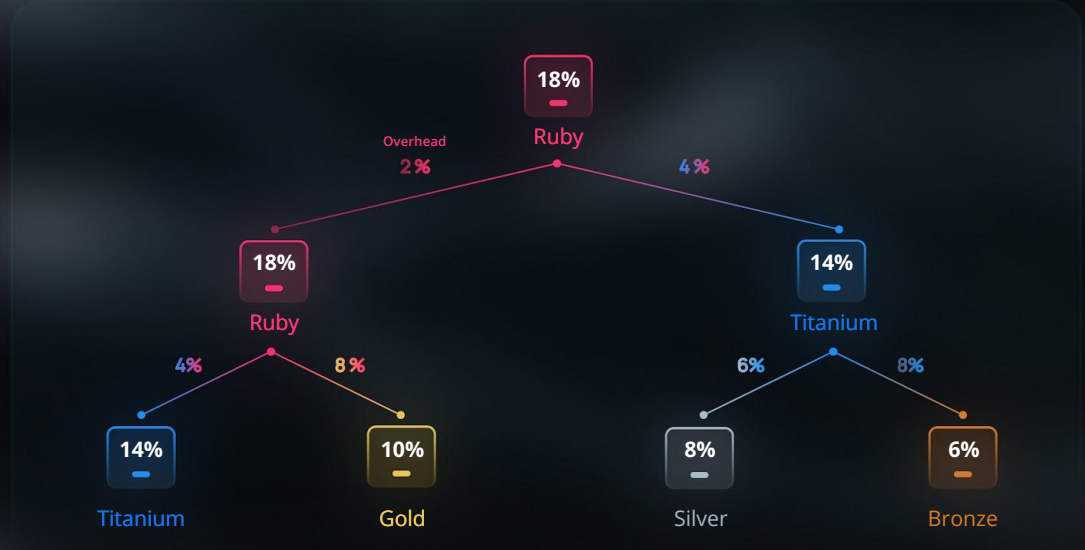 18%
Ruby
Overhead
2%
4%
18%
Ruby
14%
Titanium
4%
8%
6%
8%
14%
Titanium
10%
Gold
8%
Silver
6%
Bronze